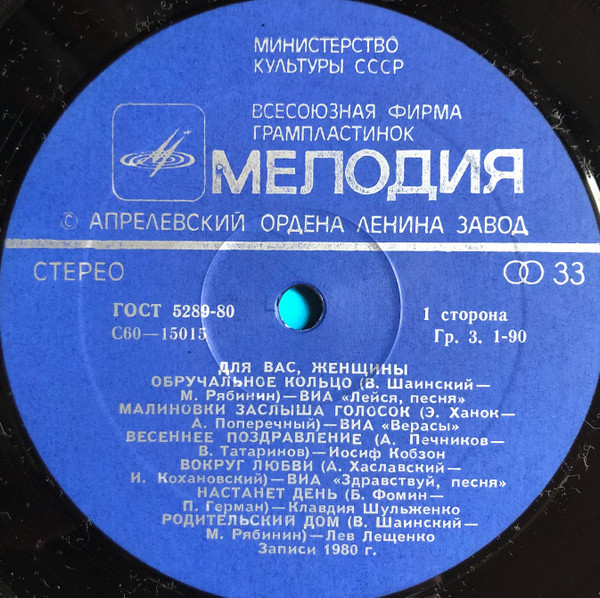 МИНИСТЕРСТВО
КУЛЬТУРЫ СССР
ВСЕСОЮЗНАЯ ФИРМА
ГРАМПЛАСТИНОК
МЕЛОДИЯ
© АПРЕЛЕВСКИЙ ОРДЕНА ЛЕНИНА ЗАВОД
СТЕРЕО 33
ГОСТ 5289-80 1 сторона
С60—15015 Гр. 3. 1-90
ДЛЯ ВАС, ЖЕНЩИНЫ
ОБРУЧАЛЬНОЕ КОЛЬЦО (В. Шаинский—
М. Рябинин)—ВИА «Лейся, песня»
МАЛИНОВКИ ЗАСЛЫША ГОЛОСОК (Э. Ханок—
А. Поперечный)—ВИА «Верасы»
ВЕСЕННЕЕ ПОЗДРАВЛЕНИЕ (А. Печников—
В. Татаринов)—Иосиф Кобзон
ВОКРУГ ЛЮБВИ (А. Хаславский—
И. Кохановский)—ВИА «Здравствуй, песня»
НАСТАНЕТ ДЕНЬ (Б. Фомин—
П. Герман)—Клавдия Шульженко
РОДИТЕЛЬСКИЙ ДОМ (В. Шаинский—
М. Рябинин)—Лев Лещенко
Записи 1980 г.